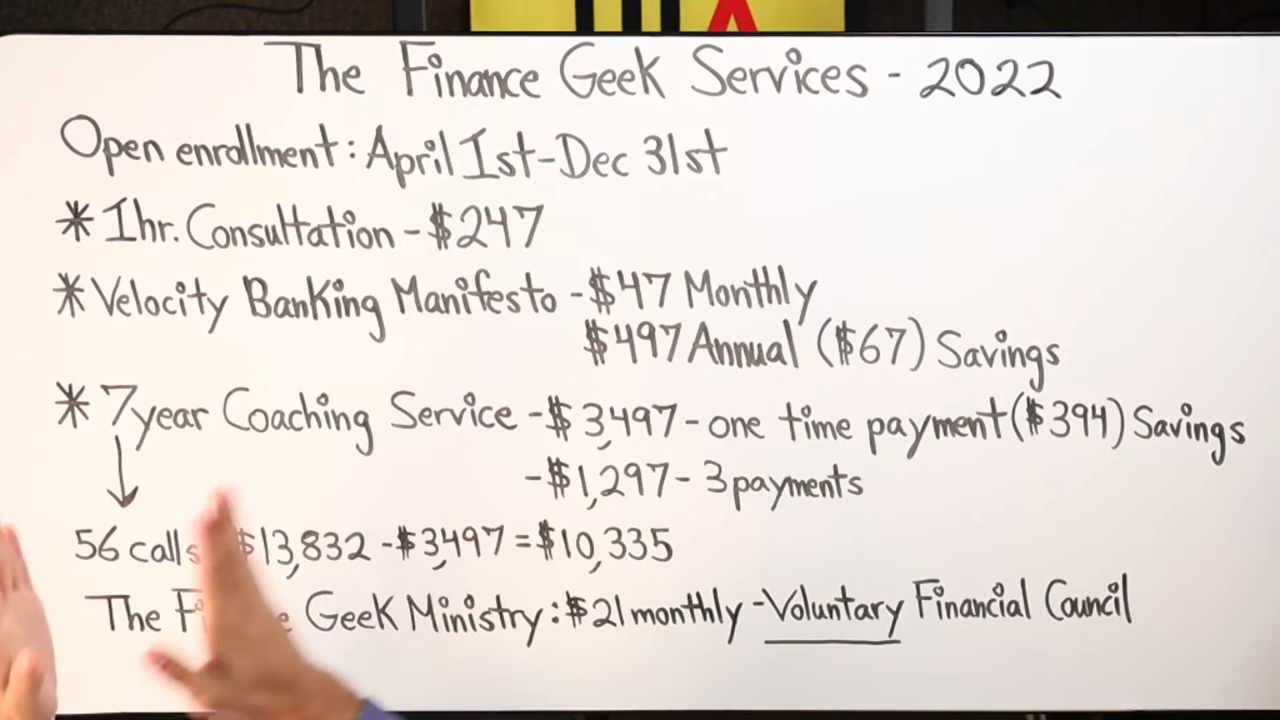 The Finance Geek Services - 2022
Open enrollment: April 1st-Dec 31st
* 1hr. Consultation - $247
* Velocity Banking Manifesto - $47 Monthly
$497 Annual ($67) Savings
* 7year Coaching Service - $3,497 - one time payment ($394) Savings
- $1,297 - 3 payments
56 calls $13,832 - $3,497 = $10,335
The Geek Ministry: $21 monthly - Voluntary Financial Council